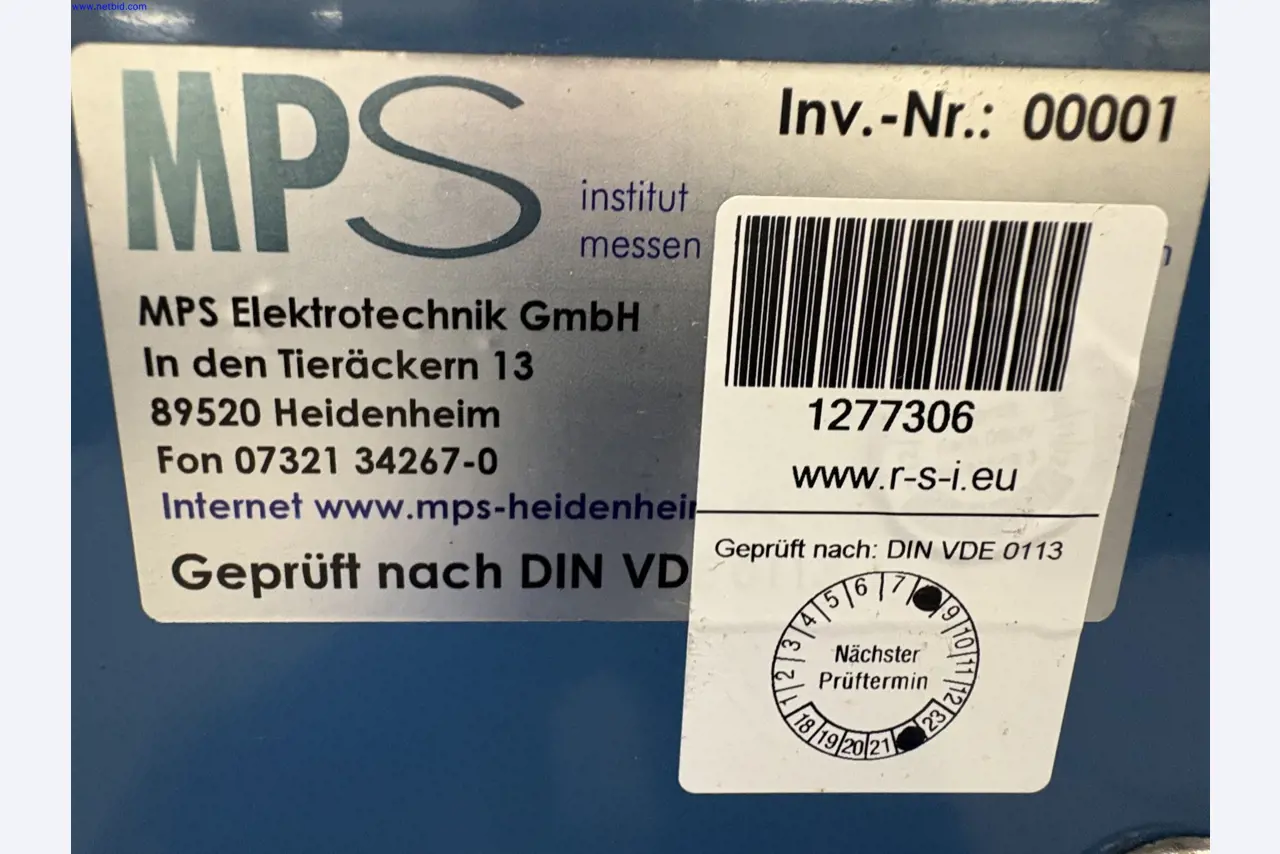 www.netbid.com
MPS
Inv.-Nr.: 00001
institut
messen
MPS Elektrotechnik GmbH
In den Tieräckern 13
89520 Heidenheim
Fon 07321 34267-0
Internet www.mps-heidenhei
Geprüft nach DIN VD
1277306
www.r-s-i.eu
Geprüft nach: DIN VDE 0113
1 2 3 4 5 6 7 9 10 11 12
Nächster
Prüftermin
18 19 20 21 23